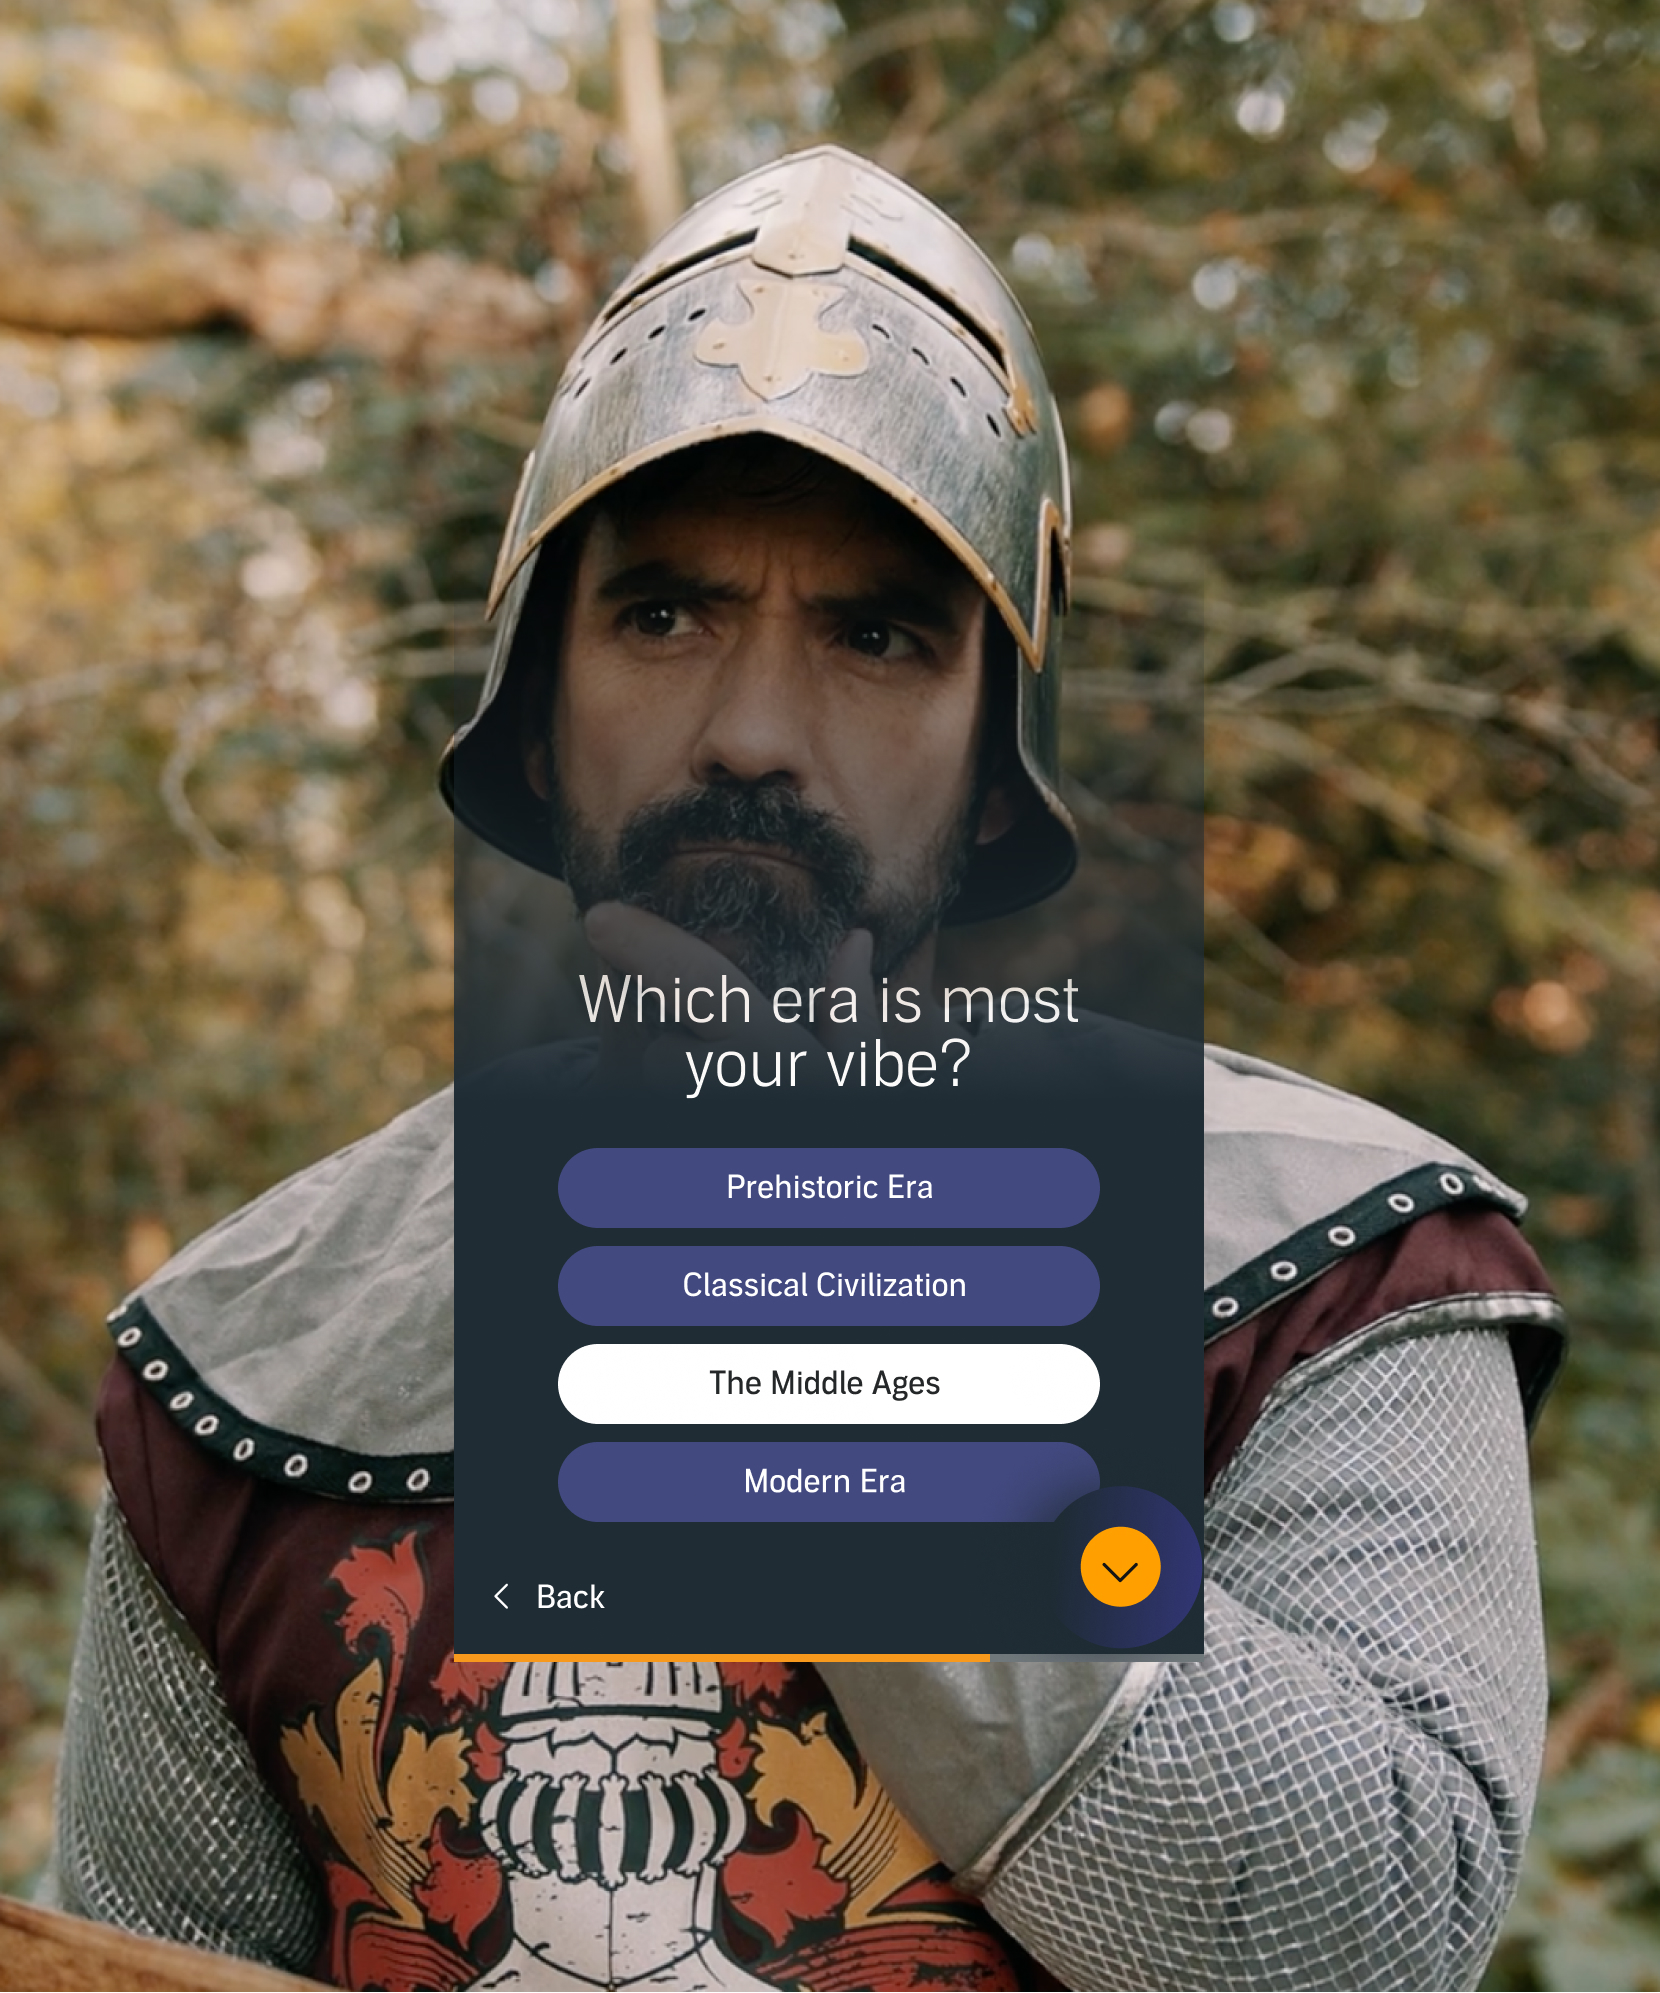 Which era is most
your vibe?
Prehistoric Era
Classical Civilization
The Middle Ages
Modern Era
Back